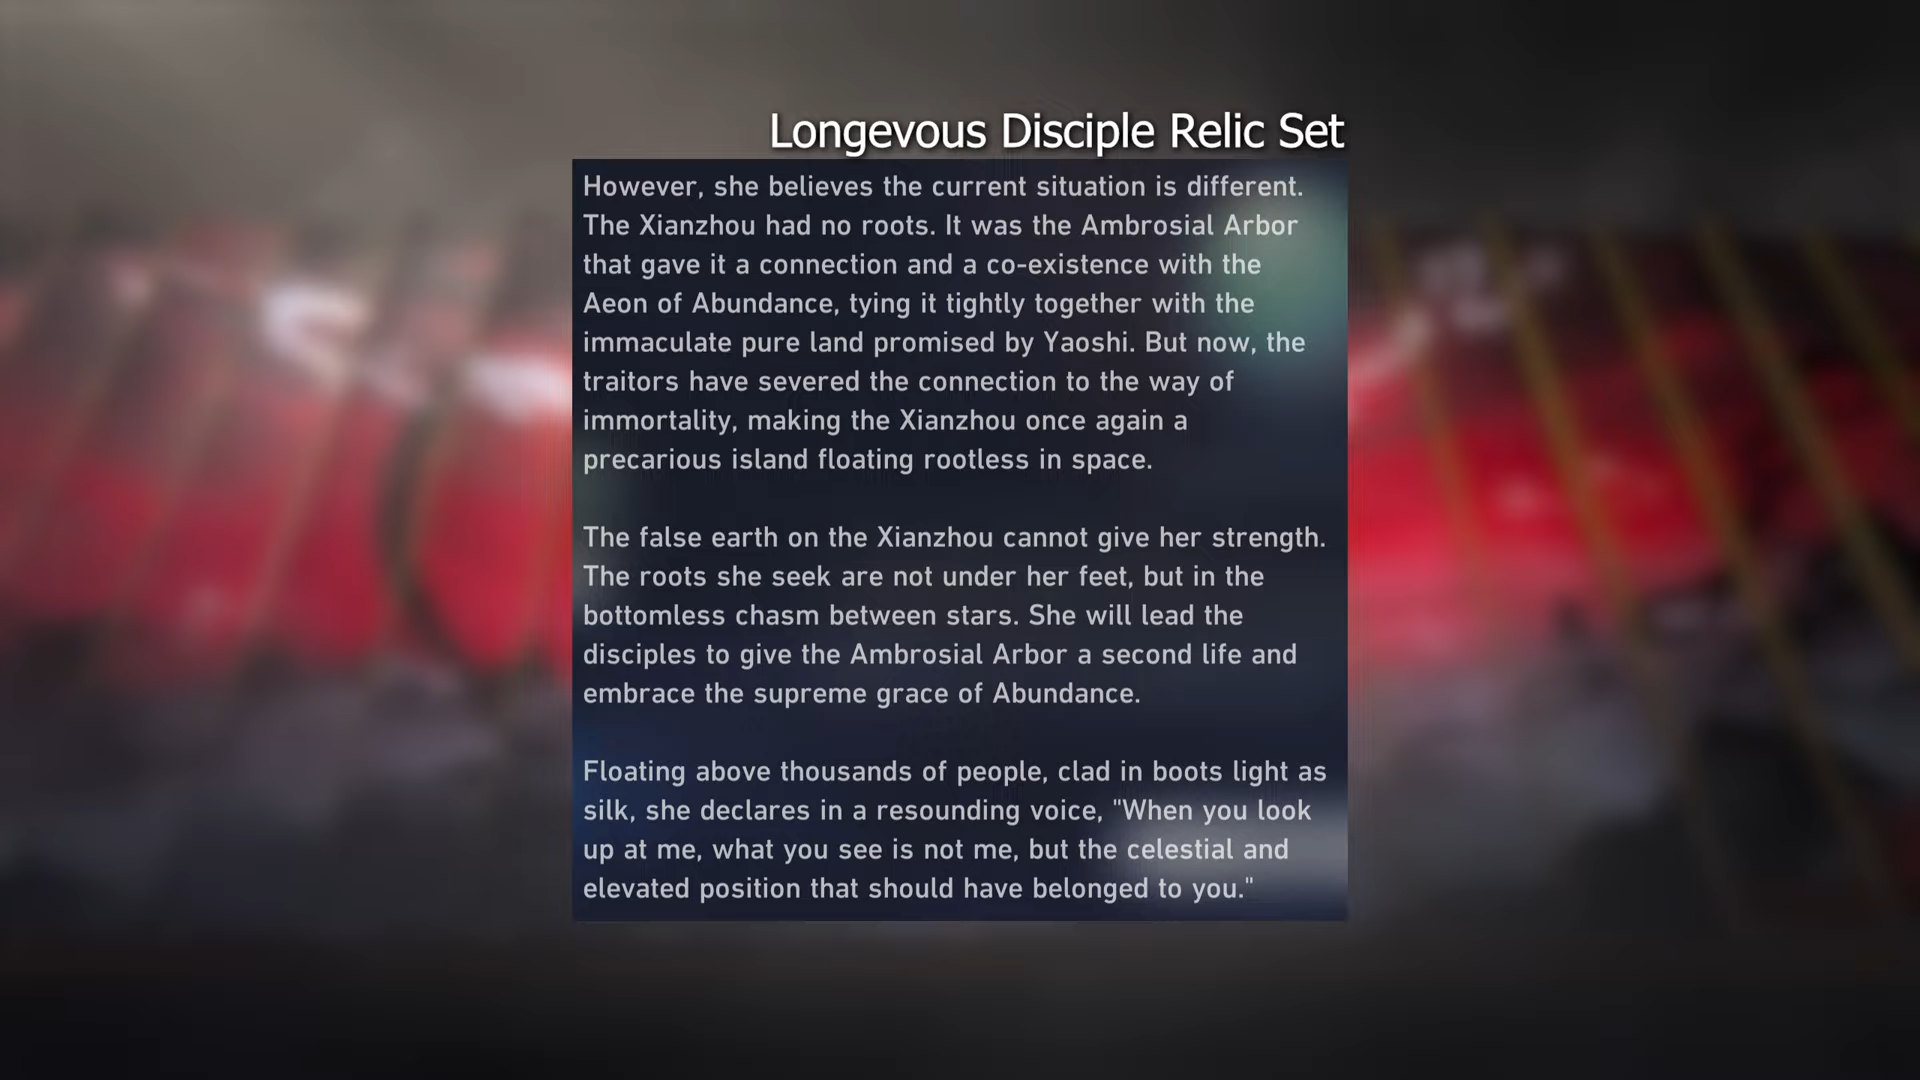 Longevous Disciple Relic Set
However, she believes the current situation is different.
The Xianzhou had no roots. It was the Ambrosial Arbor
that gave it a connection and a co-existence with the
Aeon of Abundance, tying it tightly together with the
immaculate pure land promised by Yaoshi. But now, the
traitors have severed the connection to the way of
immortality, making the Xianzhou once again a
precarious island floating rootless in space.
The false earth on the Xianzhou cannot give her strength.
The roots she seek are not under her feet, but in the
bottomless chasm between stars. She will lead the
disciples to give the Ambrosial Arbor a second life and
embrace the supreme grace of Abundance.
Floating above thousands of people, clad in boots light as
silk, she declares in a resounding voice, "When you look
up at me, what you see is not me, but the celestial and
elevated position that should have belonged to you."